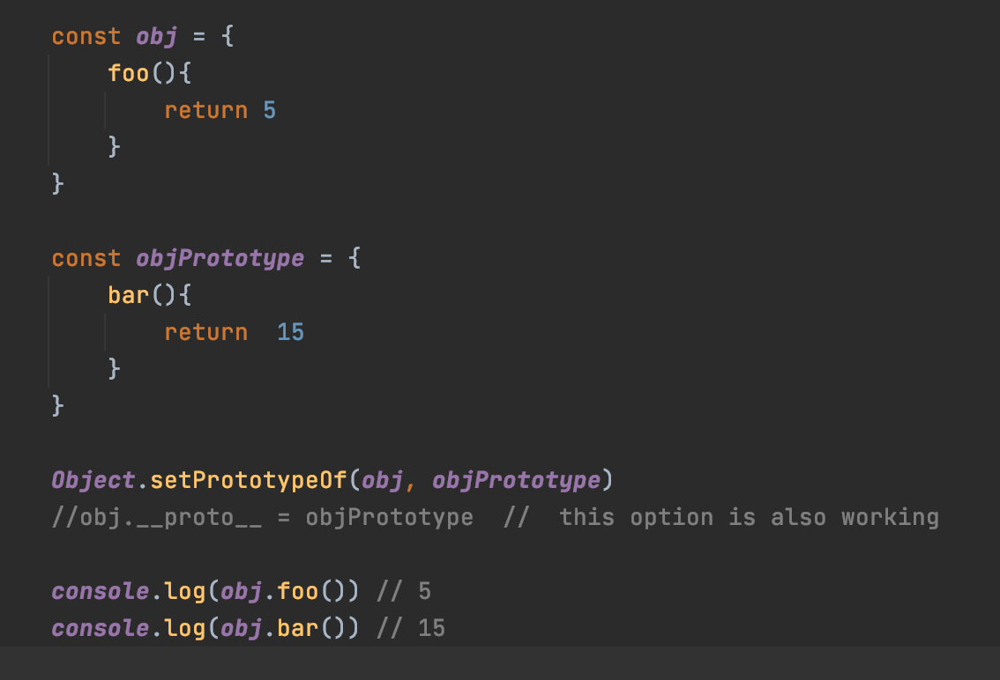 const obj = {
    foo(){
        return 5
    }
}

const objPrototype = {
    bar(){
        return  15
    }
}

Object.setPrototypeOf(obj, objPrototype)
//obj.__proto__ = objPrototype  //  this option is also working

console.log(obj.foo()) // 5
console.log(obj.bar()) // 15